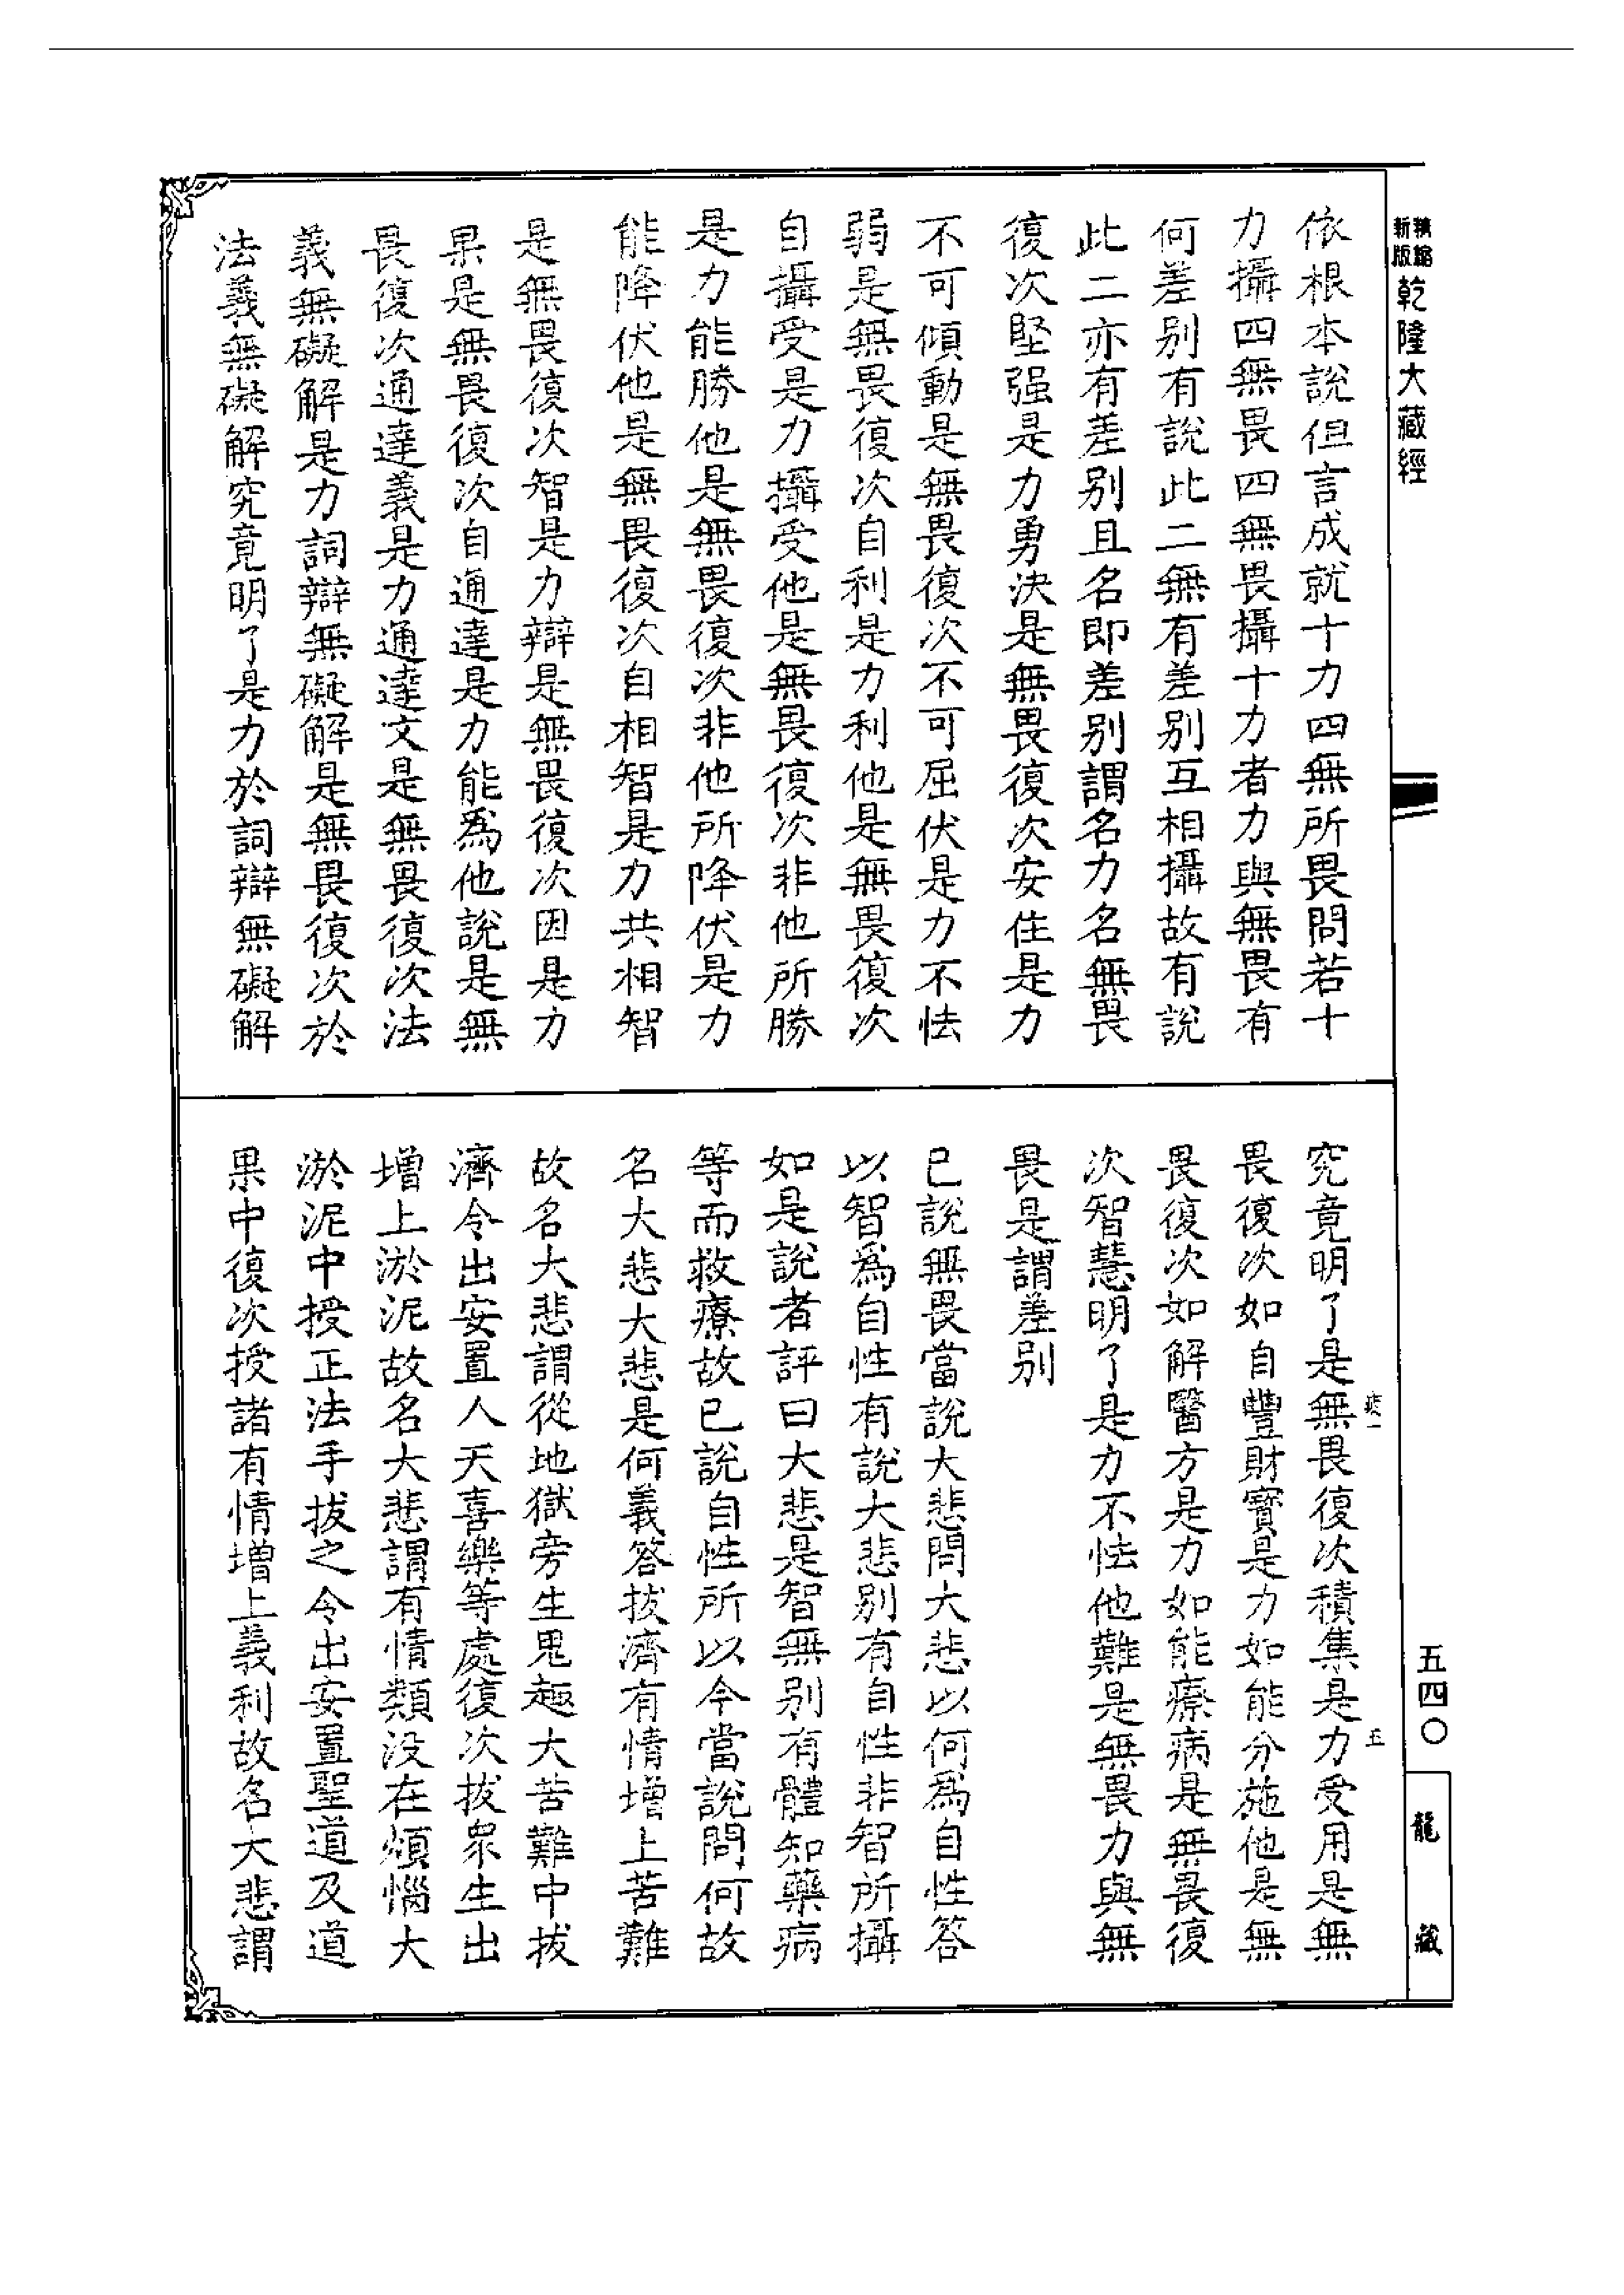 新版
乾隆大藏經
依根本說但言成就十力四無所畏問若十
力攝四無畏四無畏攝十力者力與無畏有
何差別有說此二無有差別互相攝故有說
此二亦有差別且名即差別謂名力名無畏
復次堅强是力勇決是無畏復次安住是力
不可傾動是無畏復次不可屈伏是力不怯
弱是無畏復次自利是力利他是無畏復次
自攝受是力攝受他是無畏復次非他所勝
是力能勝他是無畏復次非他所降伏是力
能降伏他是無畏復次自相智是力共相智
是無畏復次智是力辯是無畏復次因是力
果是無畏復次自通達是力能為他說是無
畏復次通達義是力通達文是無畏復次法
義無礙解是力詞辯無礙解是無畏復次於
法義無礙解究竟明了是力於詞辯無礙解
究竟明了是無畏復次積集是力受用是無
畏復次如自豐財寶是力如能分施他是無
畏復次如解醫方是力如能療病是無畏復
次智慧明了是力不怯他難是無畏力與無
畏是謂差別
已說無畏當說大悲問大悲以何為自性答
以智為自性有說大悲別有自性非智所攝
如是說者評曰大悲是智無別有體知藥病
等而救療故已說自性所以今當說問何故
名大悲大悲是何義答拔濟有情增上苦難
故名大悲謂從地獄旁生鬼趣大苦難中拔
濟令出安置人天喜樂等處復次拔眾生出
增上淤泥故名大悲謂有情類没在煩惱大
淤泥中授正法手拔之令出安置聖道及道
果中復次授諸有情增上義利故名大悲謂
五四〇
龍藏
五